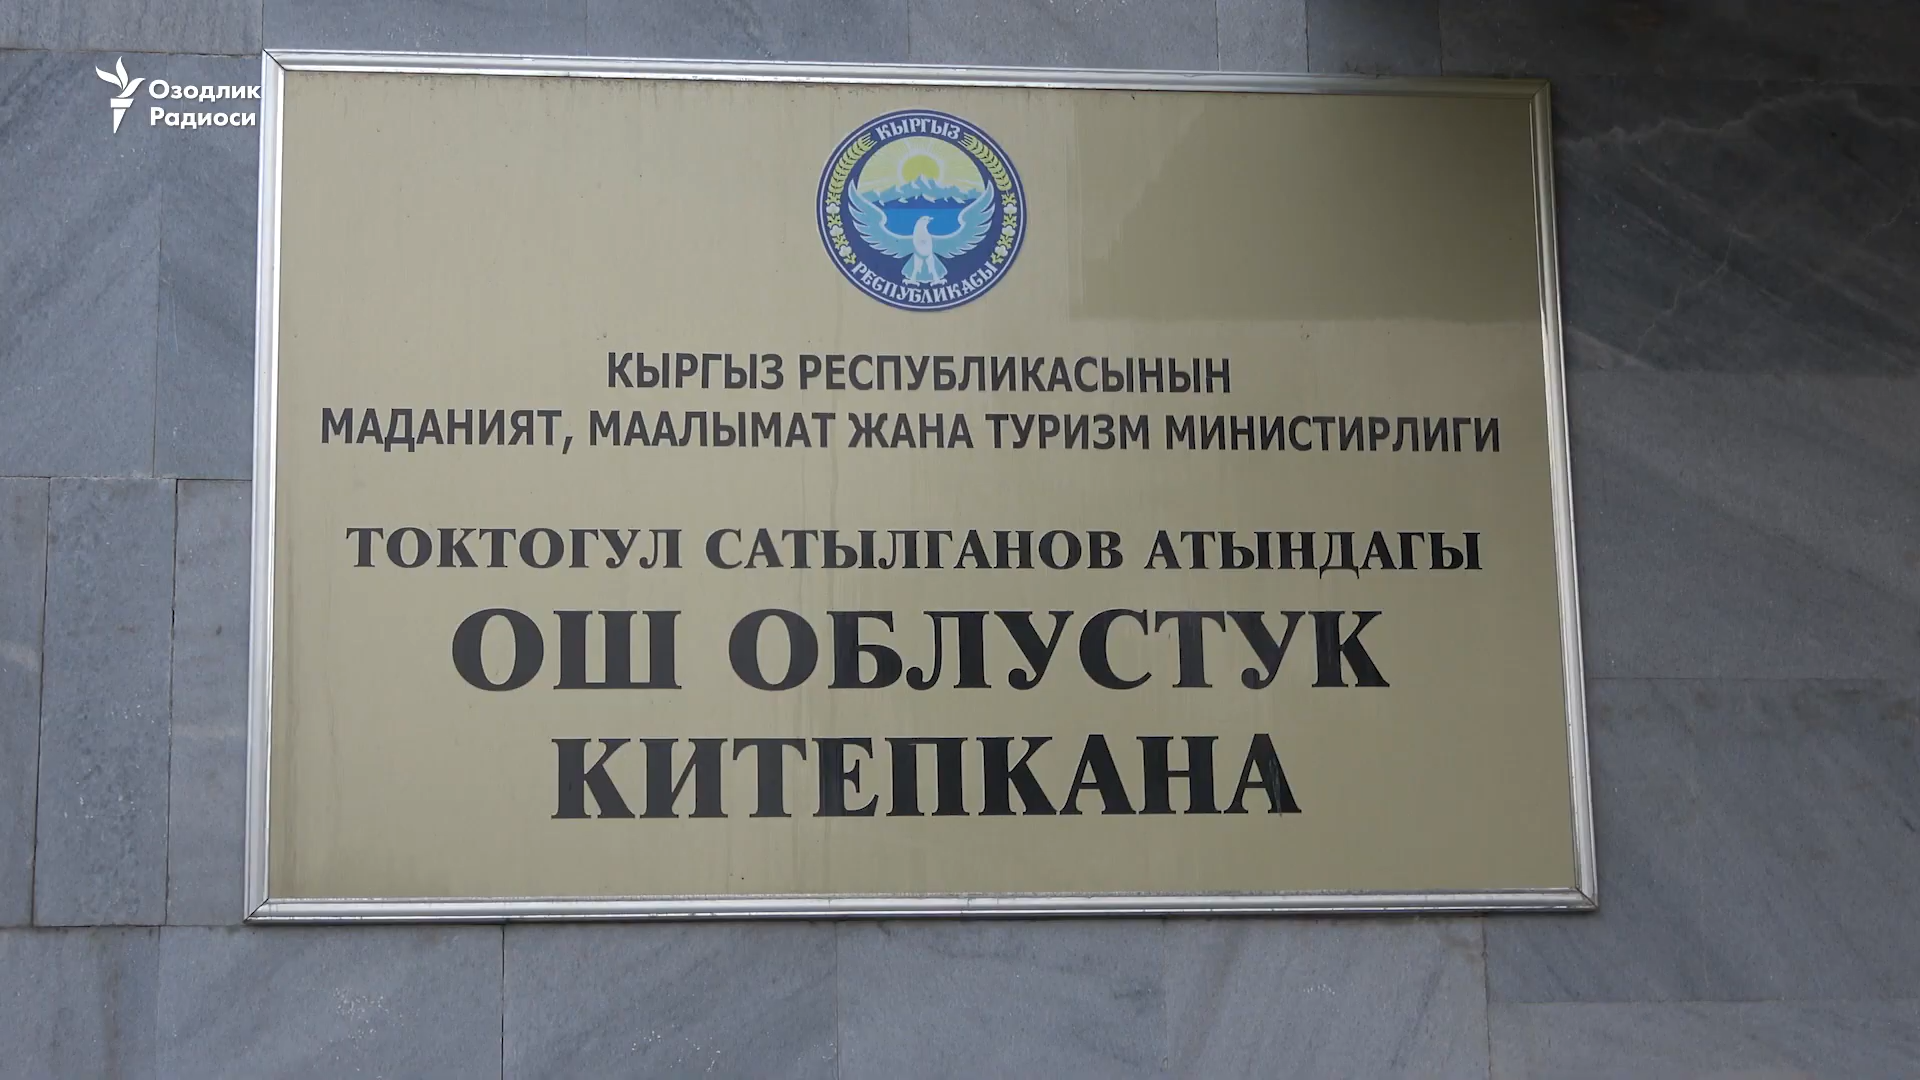 Озодлик
Радиоси
КЫРГЫЗ
РЕСПУБЛИКАСЫ
КЫРГЫЗ РЕСПУБЛИКАСЫНЫН
МАДАНИЯТ, МААЛЫМАТ ЖАНА ТУРИЗМ МИНИСТИРЛИГИ
ТОКТОГУЛ САТЫЛГАНОВ АТЫНДАГЫ
ОШ ОБЛУСТУК
КИТЕПКАНА